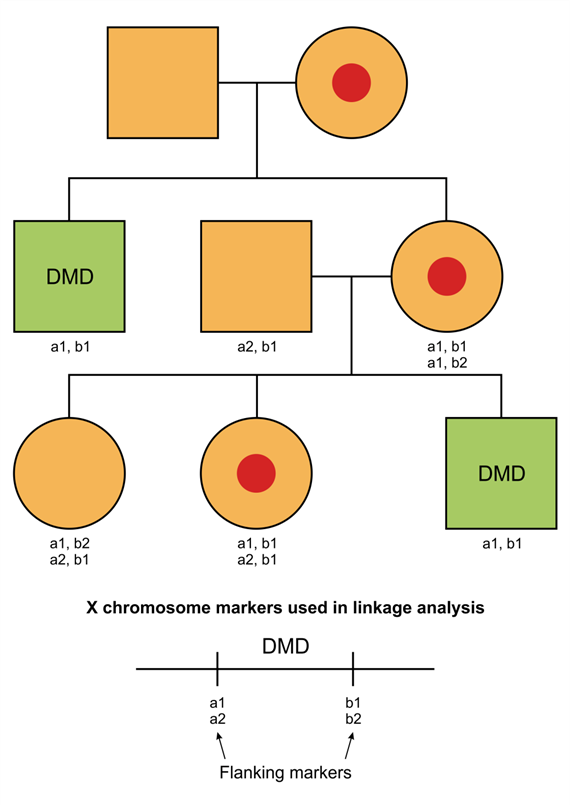 DMD
a1, b1
a2, b1
a1, b1
a1, b2
DMD
a1, b2
a2, b1
a1, b1
a2, b1
a1, b1
X chromosome markers used in linkage analysis
DMD
a1
a2
b1
b2
Flanking markers